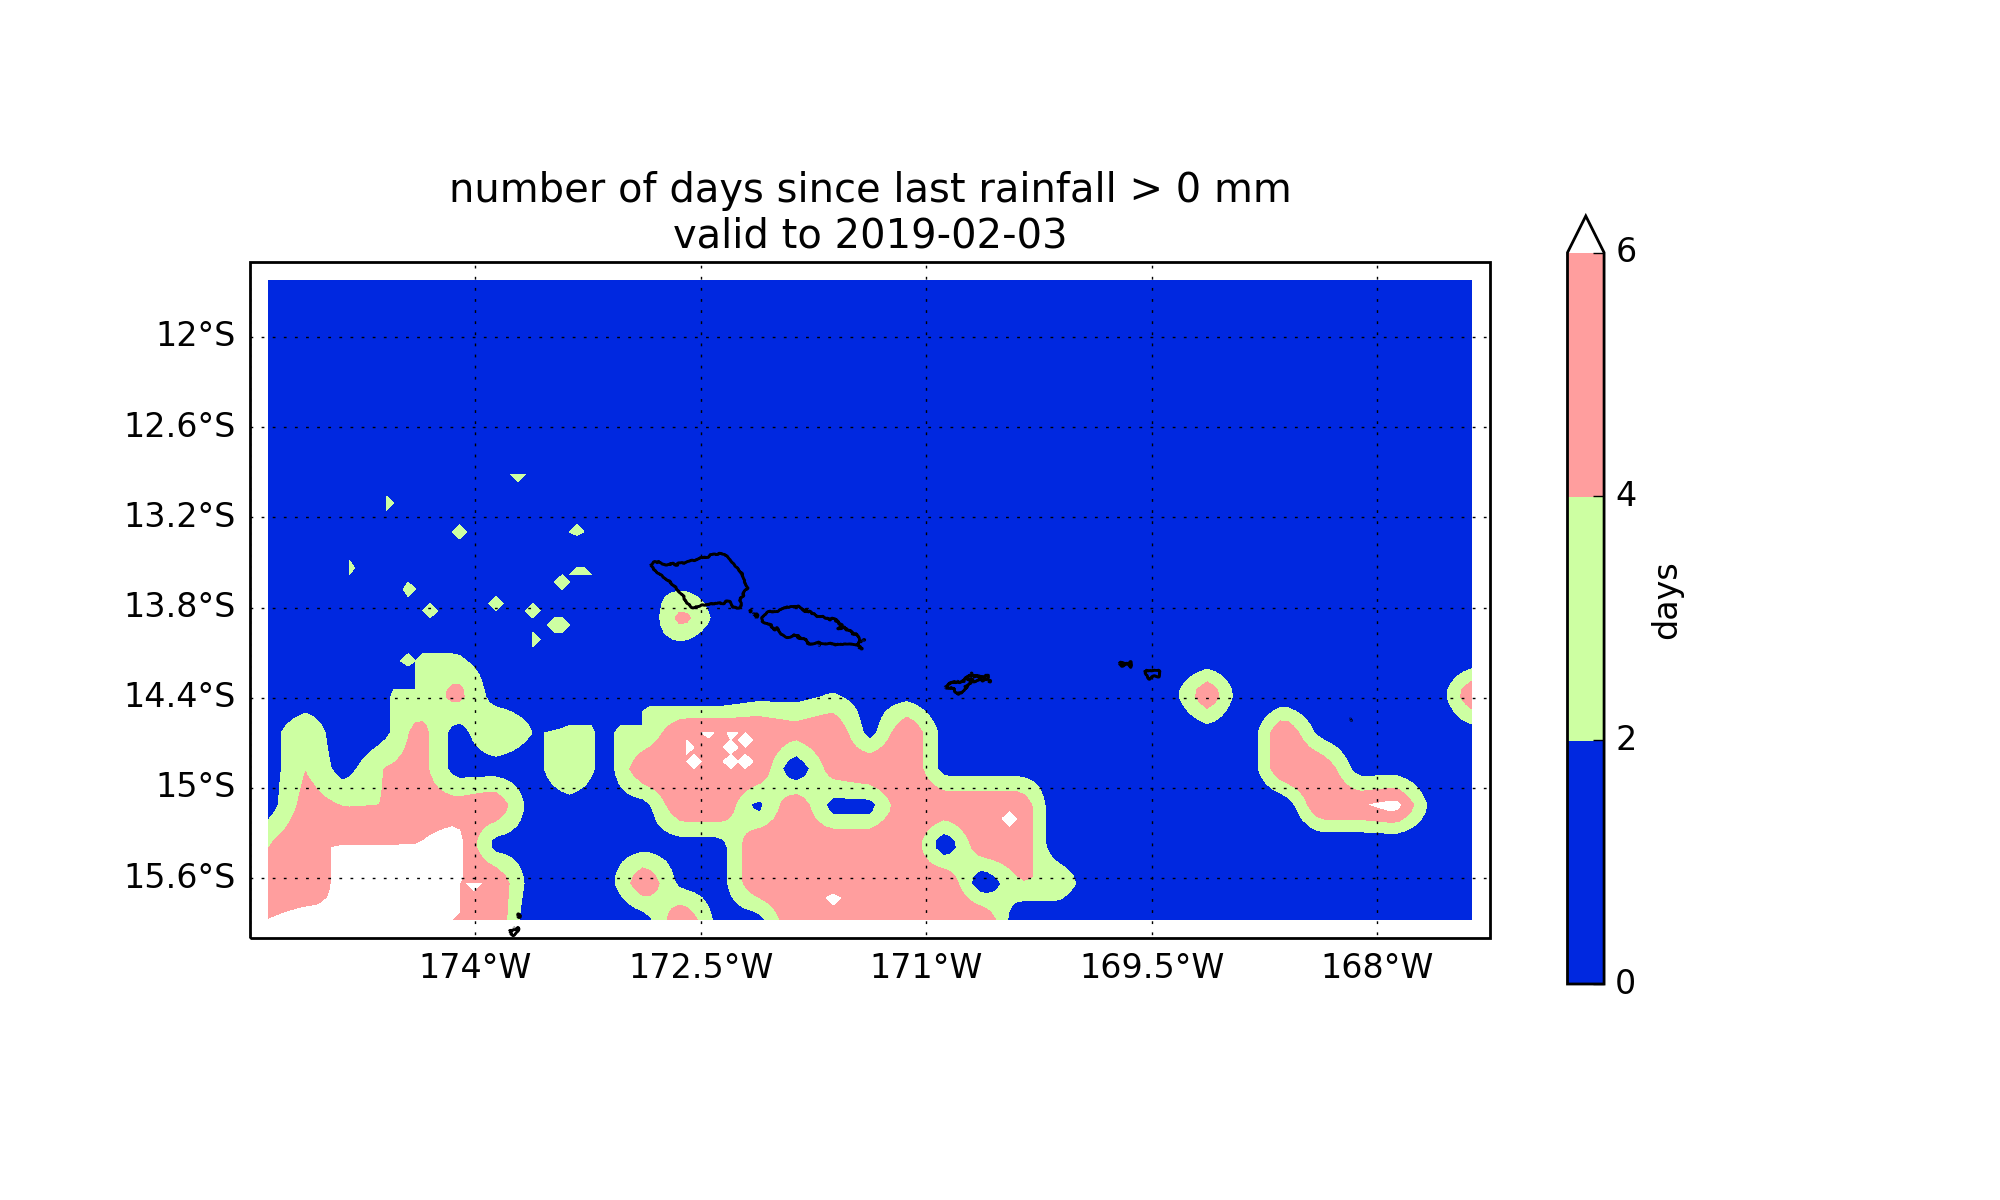 number of days since last rainfall > 0 mm
valid to 2019-02-03
12°S
12.6°S
13.2°S
13.8°S
14.4°S
15°S
15.6°S
174°W
172.5°W
171°W
169.5°W
168°W
6
4
2
0
days